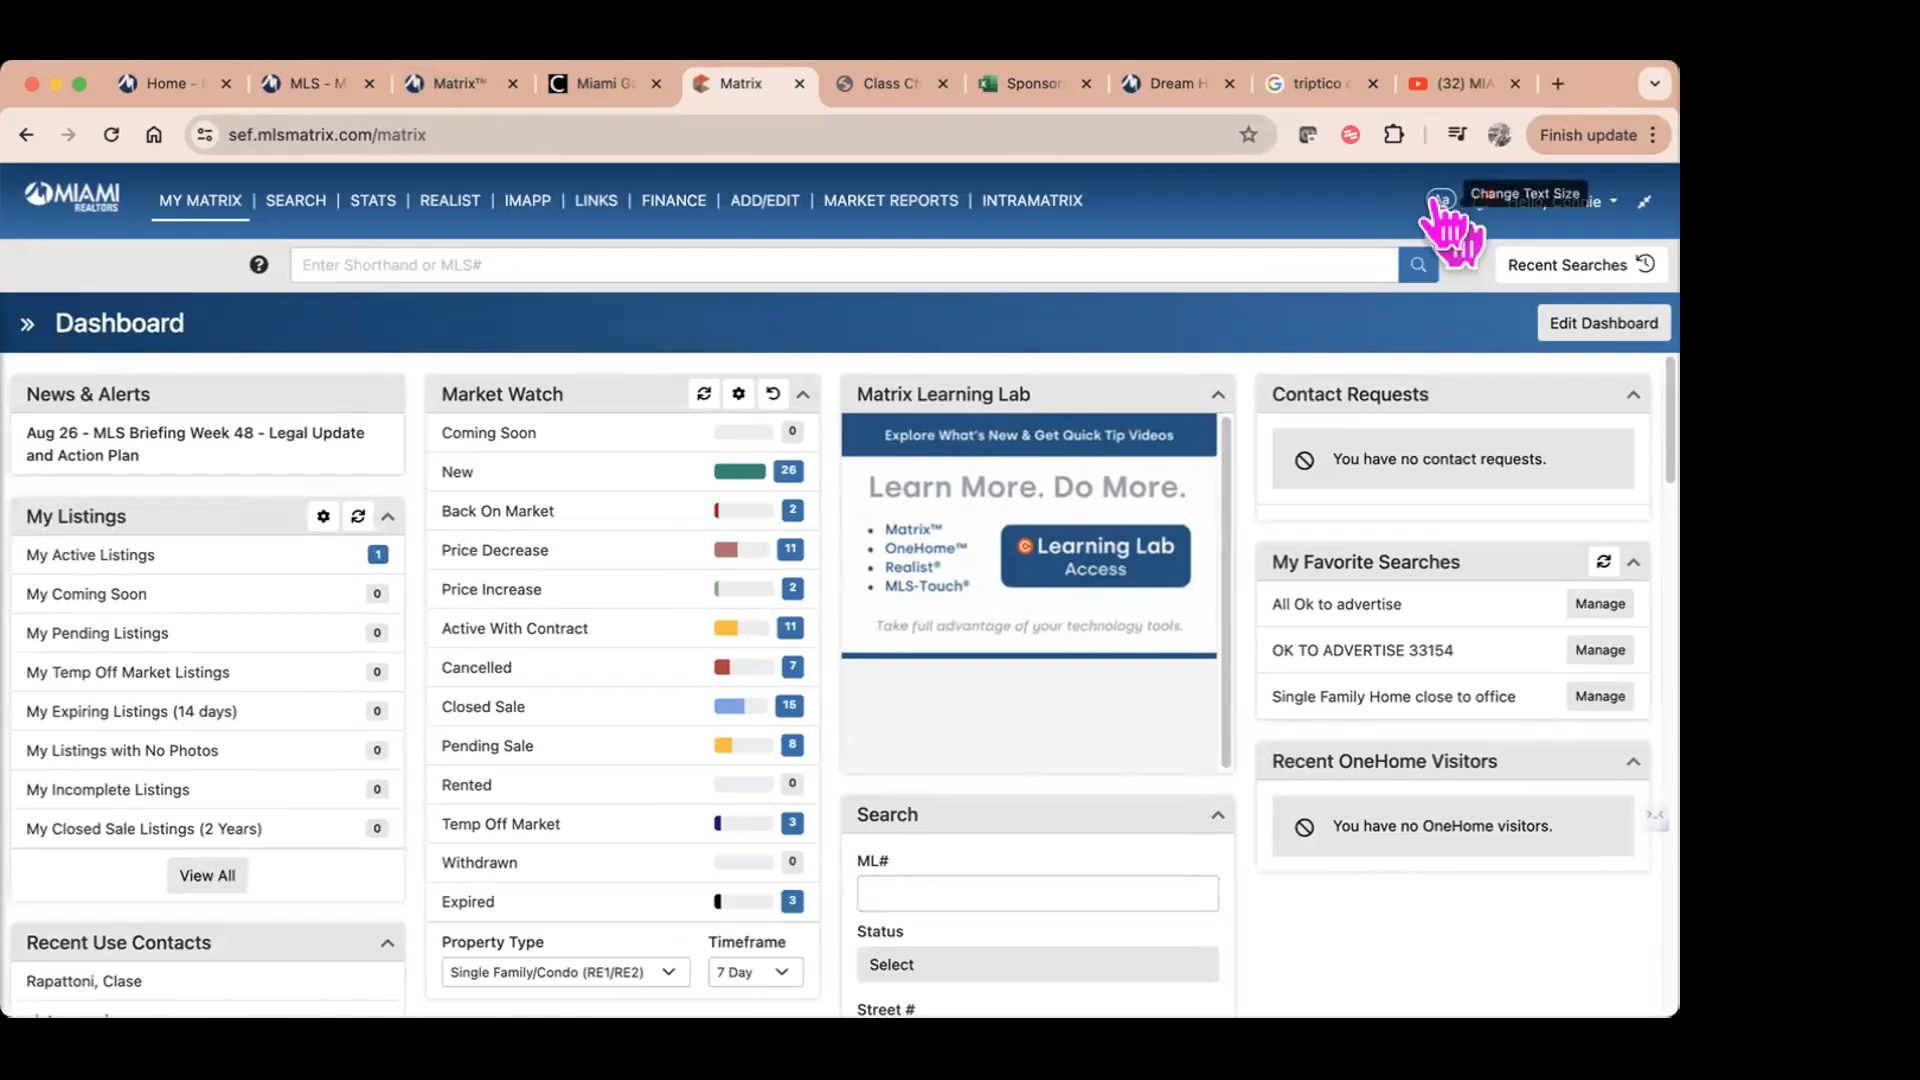 Home -
MLS - M
Matrix™
Miami G
Matrix
Class Ch
Sponsor
Dream H
triptico c
(32) MIA
sef.mlsmatrix.com/matrix
Finish update
MIAMI
REALTORS
MY MATRIX | SEARCH | STATS | REALIST | IMAPP | LINKS | FINANCE | ADD/EDIT | MARKET REPORTS | INTRAMATRIX
Change Text Size
Enter Shorthand or MLS#
Recent Searches
Dashboard
Edit Dashboard
News & Alerts
Aug 26 - MLS Briefing Week 48 - Legal Update
and Action Plan
My Listings
My Active Listings 1
My Coming Soon 0
My Pending Listings 0
My Temp Off Market Listings 0
My Expiring Listings (14 days) 0
My Listings with No Photos 0
My Incomplete Listings 0
My Closed Sale Listings (2 Years) 0
View All
Recent Use Contacts
Rapattoni, Clase
Market Watch
Coming Soon 0
New 26
Back On Market 2
Price Decrease 11
Price Increase 2
Active With Contract 11
Cancelled 7
Closed Sale 15
Pending Sale 8
Rented 0
Temp Off Market 3
Withdrawn 0
Expired 3
Property Type Timeframe
Single Family/Condo (RE1/RE2) 7 Day
Matrix Learning Lab
Explore What's New & Get Quick Tip Videos
Learn More. Do More.
• Matrix™
• OneHome™
• Realist®
• MLS-Touch®
Learning Lab
Access
Take full advantage of your technology tools.
Search
ML#
Status
Select
Street #
Contact Requests
You have no contact requests.
My Favorite Searches
All Ok to advertise Manage
OK TO ADVERTISE 33154 Manage
Single Family Home close to office Manage
Recent OneHome Visitors
You have no OneHome visitors.